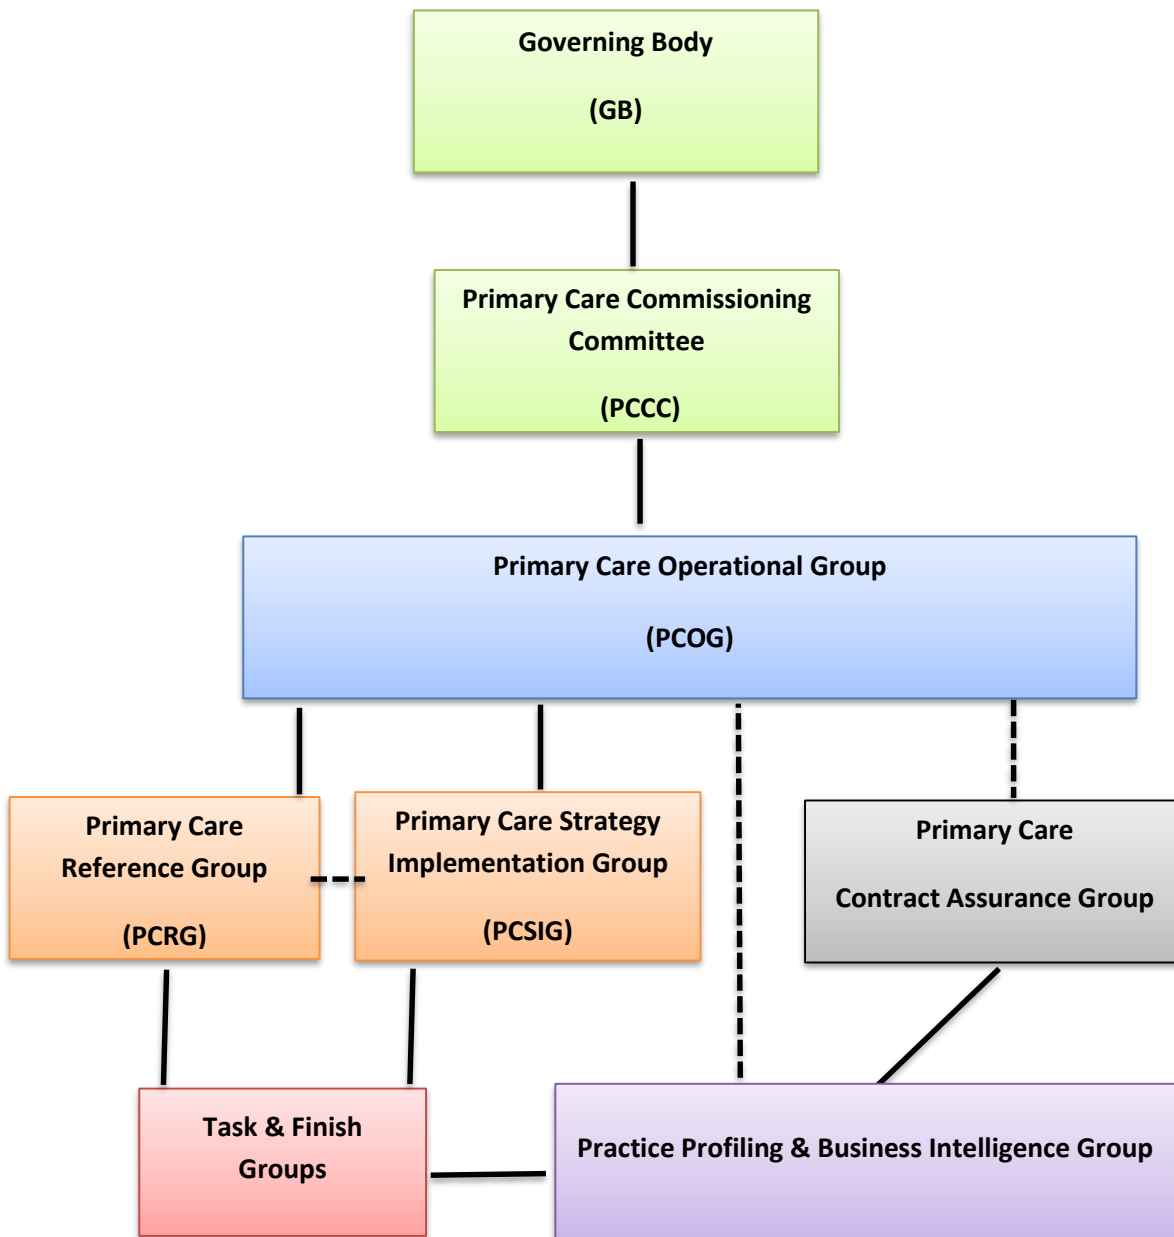 Governing Body
(GB)
Primary Care Commissioning
Committee
(PCCC)
Primary Care Operational Group
(PCOG)
Primary Care
Reference Group
(PCRG)
Primary Care Strategy
Implementation Group
(PCSIG)
Primary Care
Contract Assurance Group
Task & Finish
Groups
Practice Profiling & Business Intelligence Group